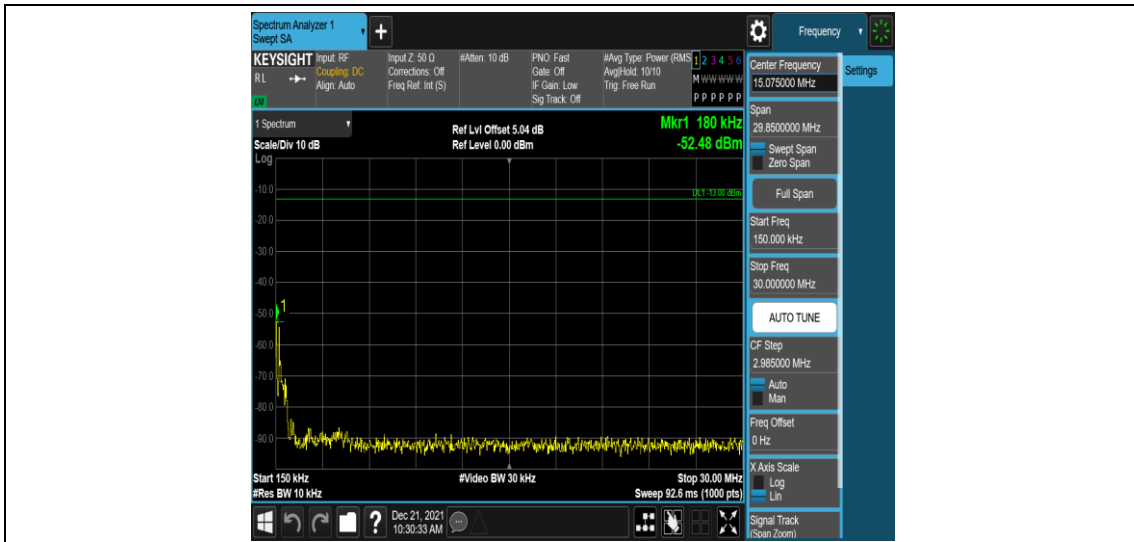 Spectrum Analyzer 1
Swept SA
Frequency
KEYSIGHT
RL
LM
Input: RF
Coupling: DC
Align: Auto
Input Z: 50 Ω
Corrections: Off
Freq Ref: Int (S)
#Atten: 10 dB
PNO: Fast
Gate: Off
IF Gain: Low
Sig Track: Off
#Avg Type: Power (RMS
Avg|Hold: 10/10
Trig: Free Run
1 2 3 4 5 6
M W W W W W
P P P P P P
1 Spectrum
Scale/Div 10 dB
Ref Lvl Offset 5.04 dB
Ref Level 0.00 dBm
Mkr1 180 kHz
-52.48 dBm
Log
DL1 -13.00 dBm
-10.0
-20.0
-30.0
-40.0
-50.0
1
-60.0
-70.0
-80.0
-90.0
Start 150 kHz
#Video BW 30 kHz
Stop 30.00 MHz
#Res BW 10 kHz
Sweep 92.6 ms (1000 pts)
?
Dec 21, 2021
10:30:33 AM
Center Frequency
15.075000 MHz
Settings
Span
29.8500000 MHz
Swept Span
Zero Span
Full Span
Start Freq
150.000 kHz
Stop Freq
30.000000 MHz
AUTO TUNE
CF Step
2.985000 MHz
Auto
Man
Freq Offset
0 Hz
X Axis Scale
Log
Lin
Signal Track
(Span Zoom)